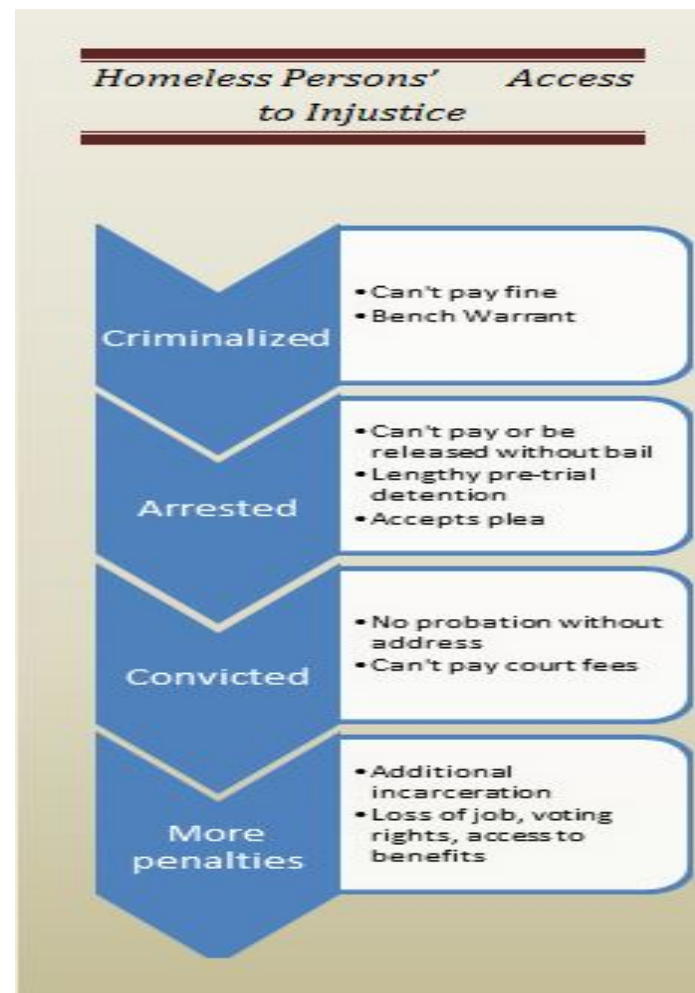 Homeless Persons' Access
to Injustice
Criminalized
•Can't pay fine
•Bench Warrant
Arrested
•Can't pay or be
released without bail
•Lengthy pre-trial
detention
•Accepts plea
Convicted
•No probation without
address
•Can't pay court fees
More
penalties
•Additional
incarceration
•Loss of job, voting
rights, access to
benefits